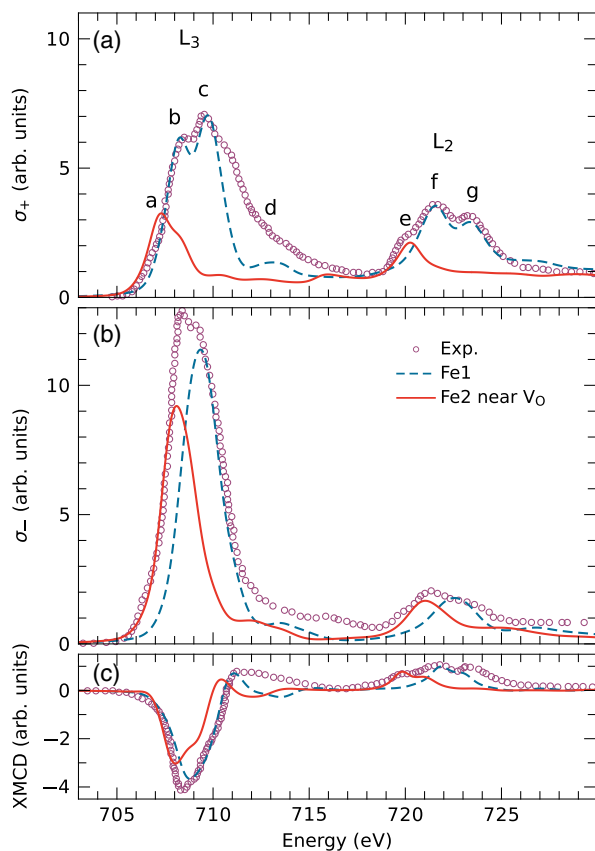 (a)
L3
c
b
a
d
L2
f
g
e
10
5
0
σ+ (arb. units)
(b)
Exp.
Fe1
Fe2 near VO
10
5
0
σ− (arb. units)
(c)
0
−2
−4
XMCD (arb. units)
705 710 715 720 725
Energy (eV)